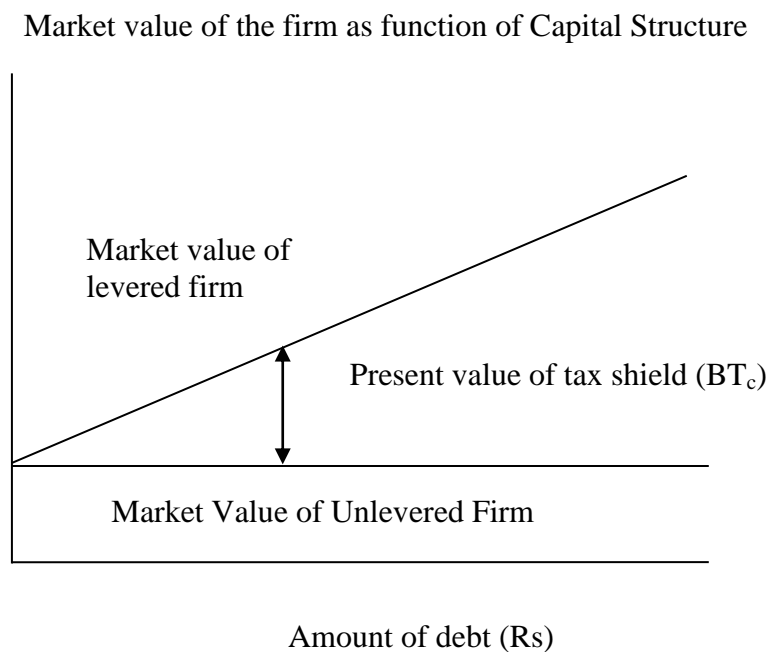 Market value of the firm as function of Capital Structure
Market value of
levered firm
Present value of tax shield (BTc)
Market Value of Unlevered Firm
Amount of debt (Rs)